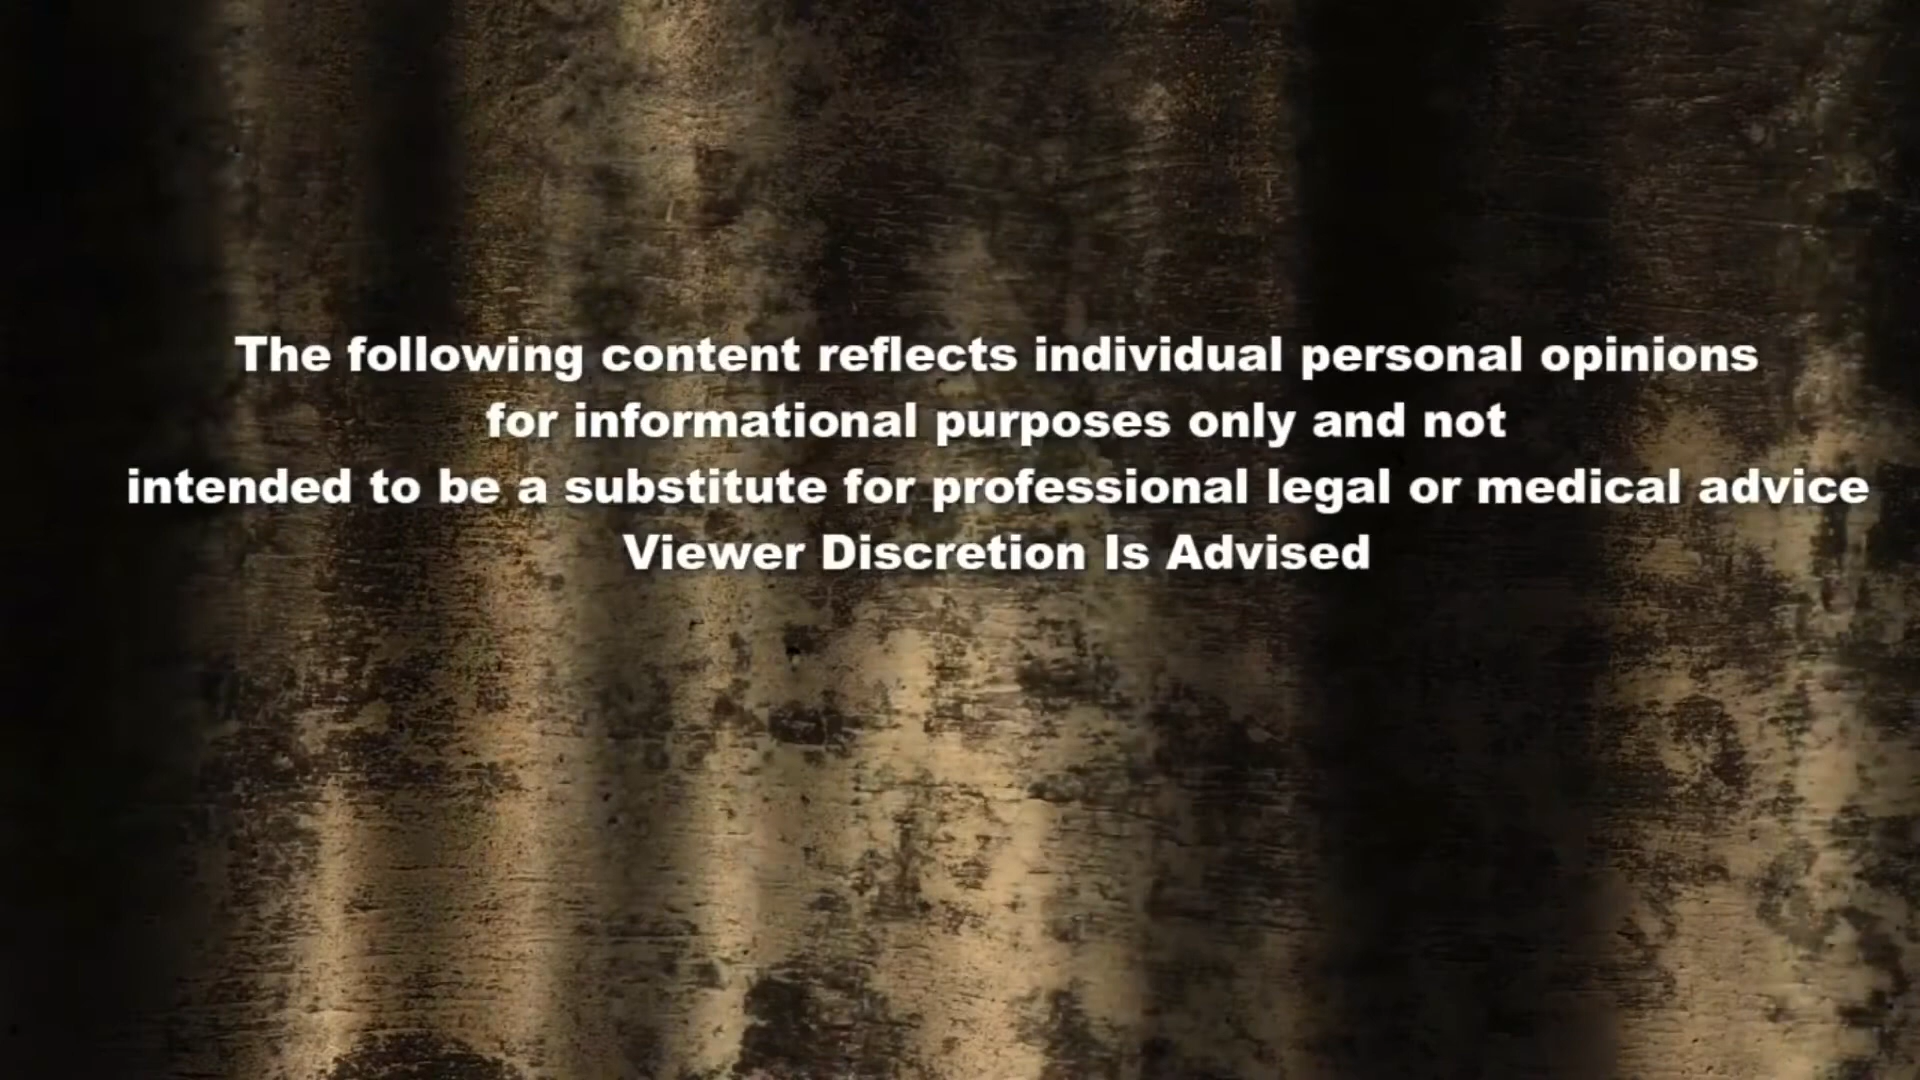 The following content reflects individual personal opinions
for informational purposes only and not
intended to be a substitute for professional legal or medical advice
Viewer Discretion Is Advised